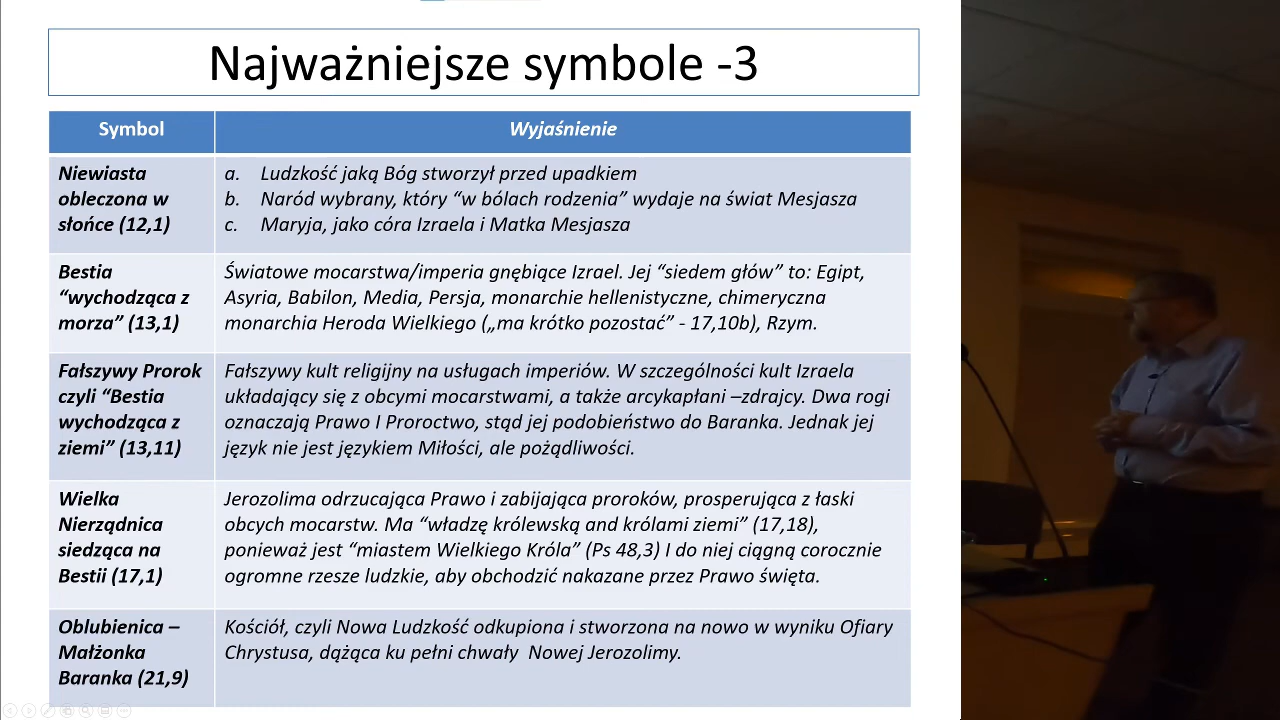 Najważniejsze symbole -3
Symbol
Wyjaśnienie
Niewiasta
obleczona w
słońce (12,1)
a. Ludzkość jaką Bóg stworzył przed upadkiem
b. Naród wybrany, który “w bólach rodzenia” wydaje na świat Mesjasza
c. Maryja, jako córa Izraela i Matka Mesjasza
Bestia
“wychodząca z
morza” (13,1)
Światowe mocarstwa/imperia gnębiące Izrael. Jej “siedem głów” to: Egipt,
Asyria, Babilon, Media, Persja, monarchie hellenistyczne, chimeryczna
monarchia Heroda Wielkiego („ma krótko pozostać” - 17,10b), Rzym.
Fałszywy Prorok
czyli “Bestia
wychodząca z
ziemi” (13,11)
Fałszywy kult religijny na usługach imperiów. W szczególności kult Izraela
układający się z obcymi mocarstwami, a także arcykapłani –zdrajcy. Dwa rogi
oznaczają Prawo I Proroctwo, stąd jej podobieństwo do Baranka. Jednak jej
język nie jest językiem Miłości, ale pożądliwości.
Wielka
Nierządnica
siedząca na
Bestii (17,1)
Jerozolima odrzucająca Prawo i zabijająca proroków, prosperująca z łaski
obcych mocarstw. Ma “władzę królewską and królami ziemi” (17,18),
ponieważ jest “miastem Wielkiego Króla” (Ps 48,3) I do niej ciągną corocznie
ogromne rzesze ludzkie, aby obchodzić nakazane przez Prawo święta.
Oblubienica –
Małżonka
Baranka (21,9)
Kościół, czyli Nowa Ludzkość odkupiona i stworzona na nowo w wyniku Ofiary
Chrystusa, dążąca ku pełni chwały Nowej Jerozolimy.